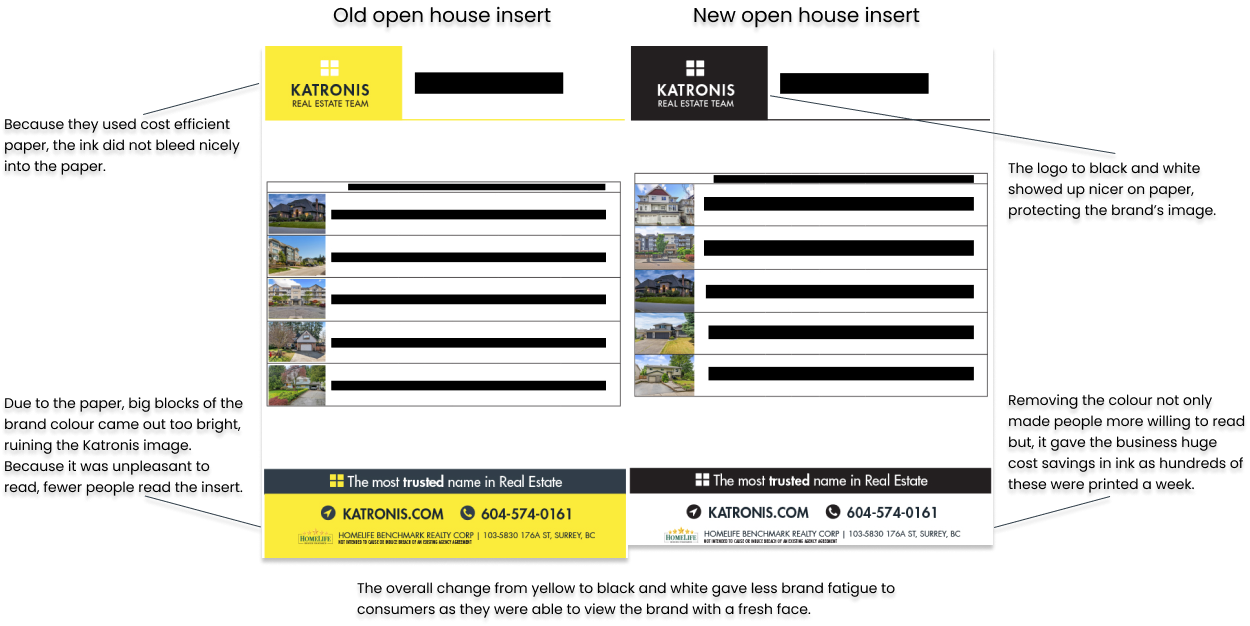 Old open house insert
New open house insert
KATRONIS
REAL ESTATE TEAM
KATRONIS
REAL ESTATE TEAM
Because they used cost efficient
paper, the ink did not bleed nicely
into the paper.
The logo to black and white
showed up nicer on paper,
protecting the brand's image.
Due to the paper, big blocks of the
brand colour came out too bright,
ruining the Katronis image.
Because it was unpleasant to
read, fewer people read the insert.
Removing the colour not only
made people more willing to read
but, it gave the business huge
cost savings in ink as hundreds of
these were printed a week.
The most trusted name in Real Estate
KATRONIS.COM 604-574-0161
HOMELIFE
HOMELIFE BENCHMARK REALTY CORP | 103-5830 176A ST, SURREY, BC
NOT INTENDED TO CAUSE OR INDUCE BREACH OF AN EXISTING AGENCY AGREEMENT
The most trusted name in Real Estate
KATRONIS.COM 604-574-0161
HOMELIFE
HOMELIFE BENCHMARK REALTY CORP | 103-5830 176A ST, SURREY, BC
NOT INTENDED TO CAUSE OR INDUCE BREACH OF AN EXISTING AGENCY AGREEMENT
The overall change from yellow to black and white gave less brand fatigue to
consumers as they were able to view the brand with a fresh face.